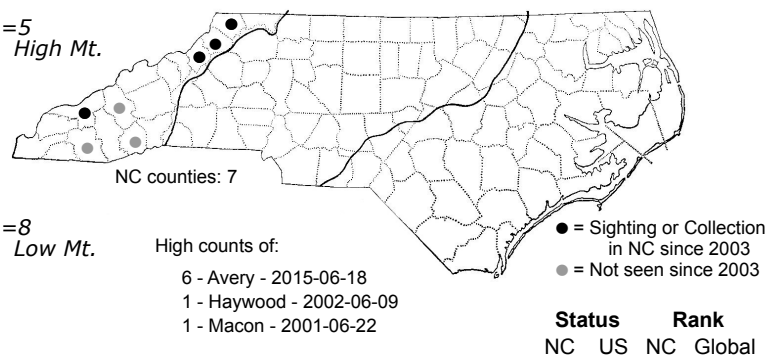 =5
High Mt.
NC counties: 7
=8
Low Mt.
High counts of:
6 - Avery - 2015-06-18
1 - Haywood - 2002-06-09
1 - Macon - 2001-06-22
● = Sighting or Collection
in NC since 2003
● = Not seen since 2003
Status Rank
NC US NC Global